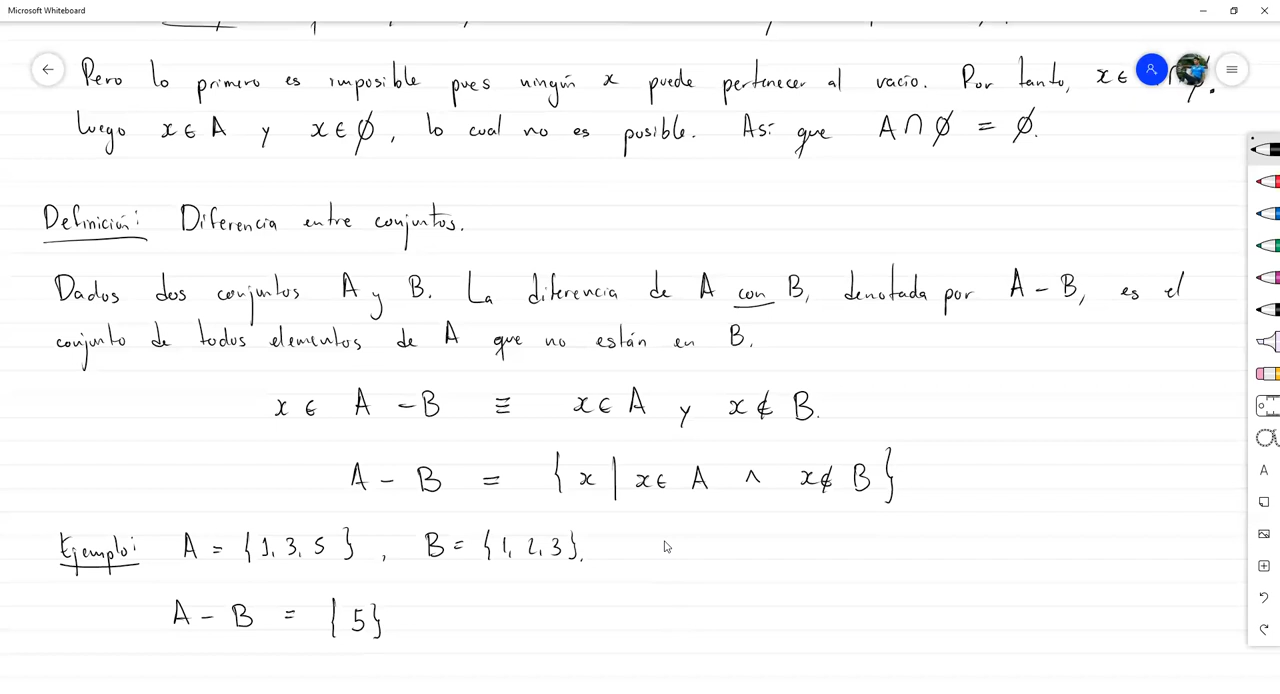 Microsoft Whiteboard
Pero lo primero es imposible pues ningún x puede pertenecer al vacío. Por tanto, x ∈ ∩ ∅.
luego x ∈ A y x ∈ ∅, lo cual no es posible. Así que A ∩ ∅ = ∅.
Definición: Diferencia entre conjuntos.
Dados dos conjuntos A y B. La diferencia de A con B, denotada por A - B, es el
conjunto de todos elementos de A que no están en B.
x ∈ A - B ≡ x ∈ A y x ∉ B.
A - B = { x | x ∈ A ∧ x ∉ B }
Ejemplo: A = { 1, 3, 5 } , B = { 1, 2, 3 }.
A - B = { 5 }